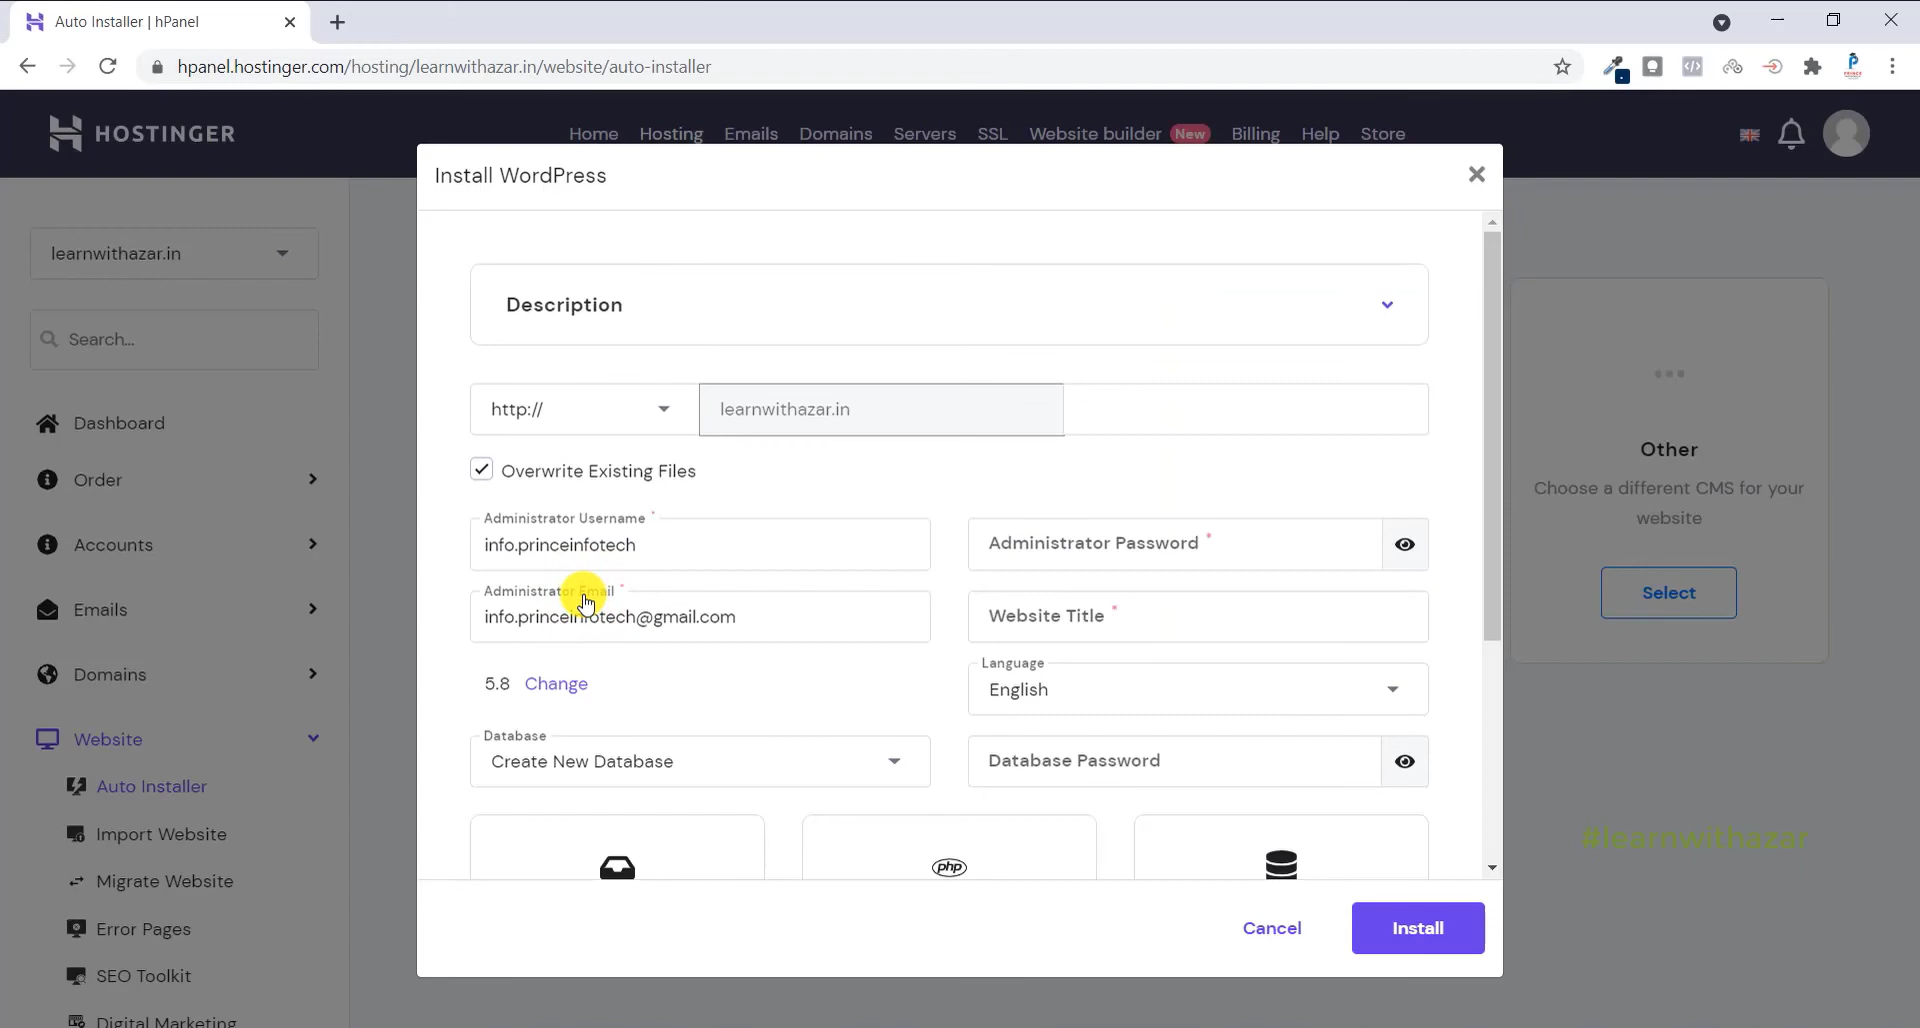 Auto Installer | hPanel
hpanel.hostinger.com/hosting/learnwithazar.in/website/auto-installer
HOSTINGER
Home Hosting Emails Domains Servers SSL Website builder New Billing Help Store
Install WordPress
learnwithazar.in
Search...
Dashboard
Order
Accounts
Emails
Domains
Website
Auto Installer
Import Website
Migrate Website
Error Pages
SEO Toolkit
Digital Marketing
Description
http://
learnwithazar.in
Overwrite Existing Files
Administrator Username *
info.princeinfotech
Administrator Password *
Administrator Email *
info.princeinfotech@gmail.com
Website Title *
5.8 Change
Language
English
Database
Create New Database
Database Password
php
Cancel
Install
Other
Choose a different CMS for your
website
Select
#learnwithazar